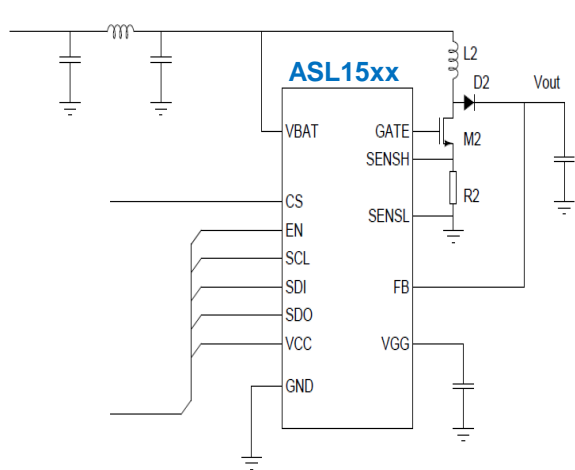 L2
ASL15xx
D2
Vout
VBAT
GATE
M2
SENSH
CS
R2
SENSL
EN
SCL
SDI
FB
SDO
VCC
VGG
GND